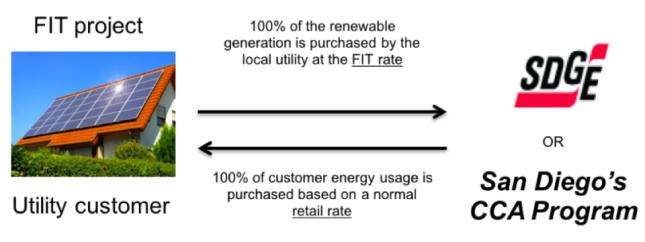 FIT project
100% of the renewable
generation is purchased by the
local utility at the FIT rate
SDGE
OR
100% of customer energy usage is
purchased based on a normal
retail rate
Utility customer
San Diego's
CCA Program